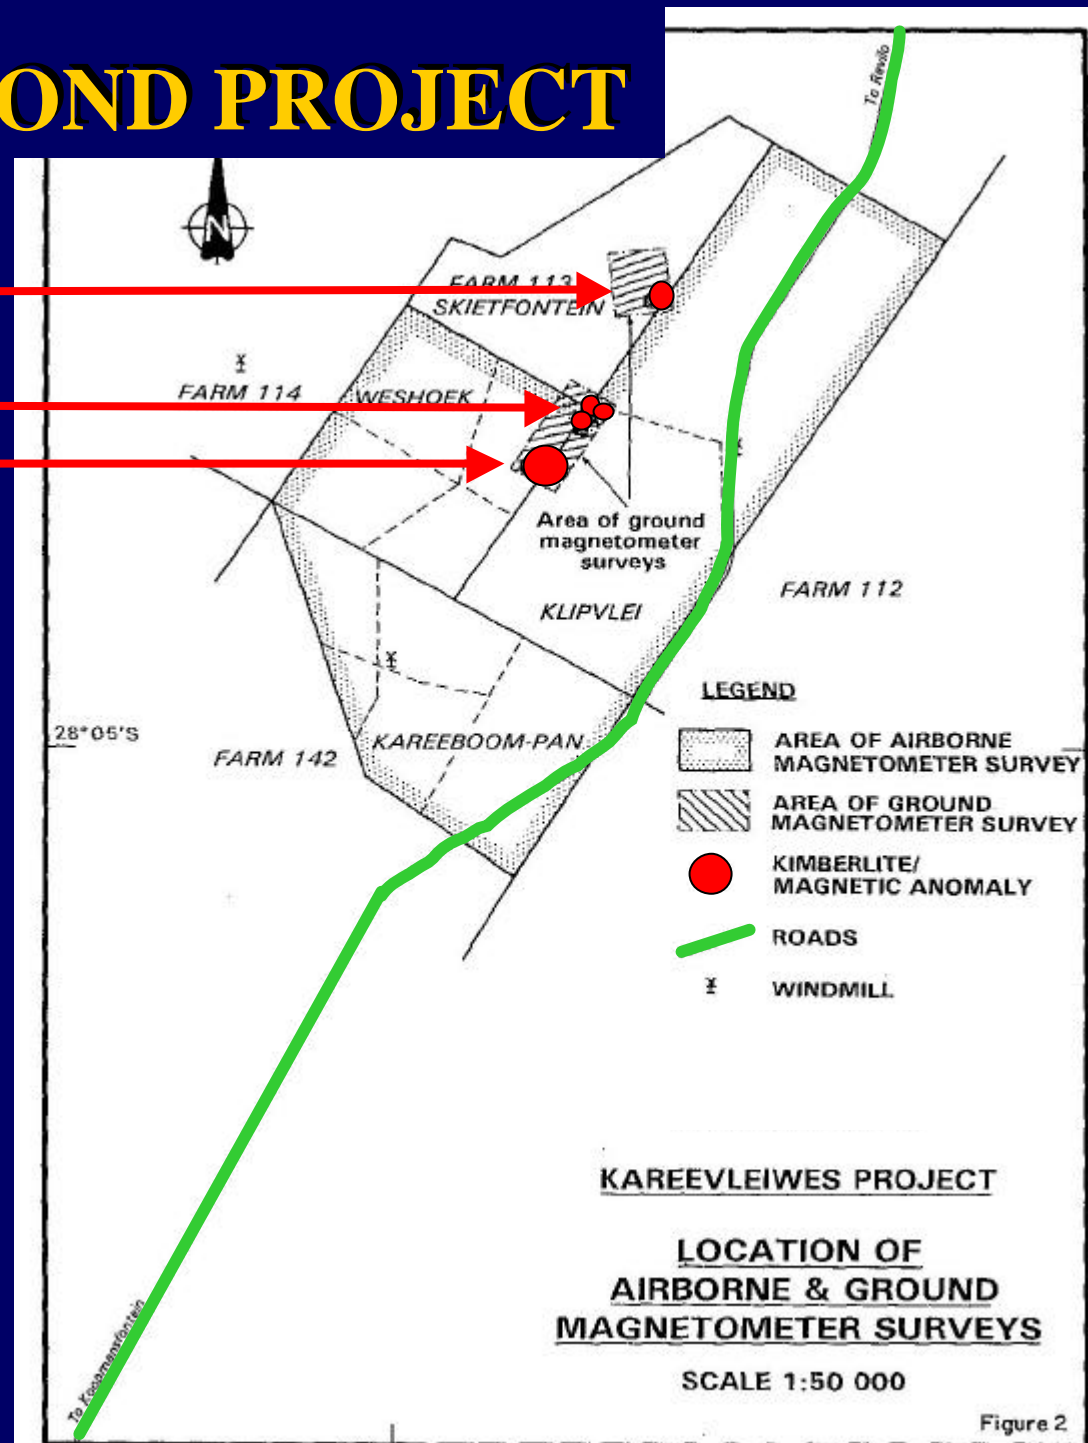 OND PROJECT
To Revilo
N
FARM 113
SKIETFONTEIN
FARM 114
WESHOEK
Area of ground
magnetometer
surveys
FARM 112
KLIPVLEI
28°05'S
FARM 142
KAREEBOOM-PAN
LEGEND
AREA OF AIRBORNE
MAGNETOMETER SURVEY
AREA OF GROUND
MAGNETOMETER SURVEY
KIMBERLITE/
MAGNETIC ANOMALY
ROADS
WINDMILL
KAREEVLEIWES PROJECT
LOCATION OF
AIRBORNE & GROUND
MAGNETOMETER SURVEYS
SCALE 1:50 000
To Koopmansfontein
Figure 2